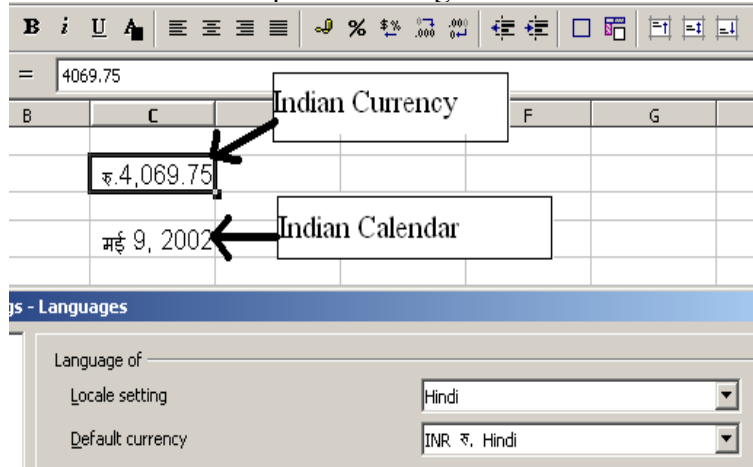 B i U A
= 4069.75
B C F G
Indian Currency
रु.4,069.75
Indian Calendar
मई 9, 2002
gs - Languages
Language of
Locale setting Hindi
Default currency INR रु. Hindi